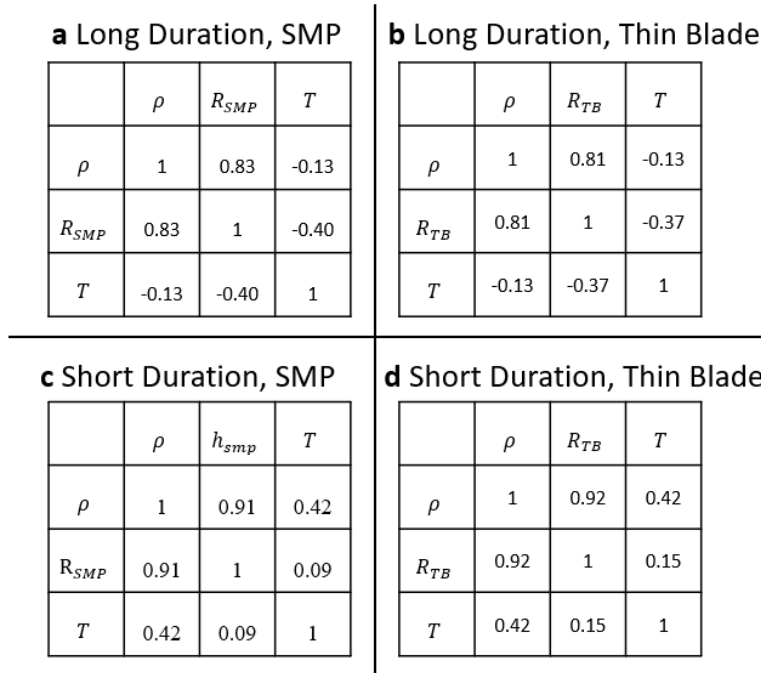 a Long Duration, SMP
ρ R_SMP T
ρ 1 0.83 -0.13
R_SMP 0.83 1 -0.40
T -0.13 -0.40 1
b Long Duration, Thin Blade
ρ R_TB T
ρ 1 0.81 -0.13
R_TB 0.81 1 -0.37
T -0.13 -0.37 1
c Short Duration, SMP
ρ h_smp T
ρ 1 0.91 0.42
R_SMP 0.91 1 0.09
T 0.42 0.09 1
d Short Duration, Thin Blade
ρ R_TB T
ρ 1 0.92 0.42
R_TB 0.92 1 0.15
T 0.42 0.15 1